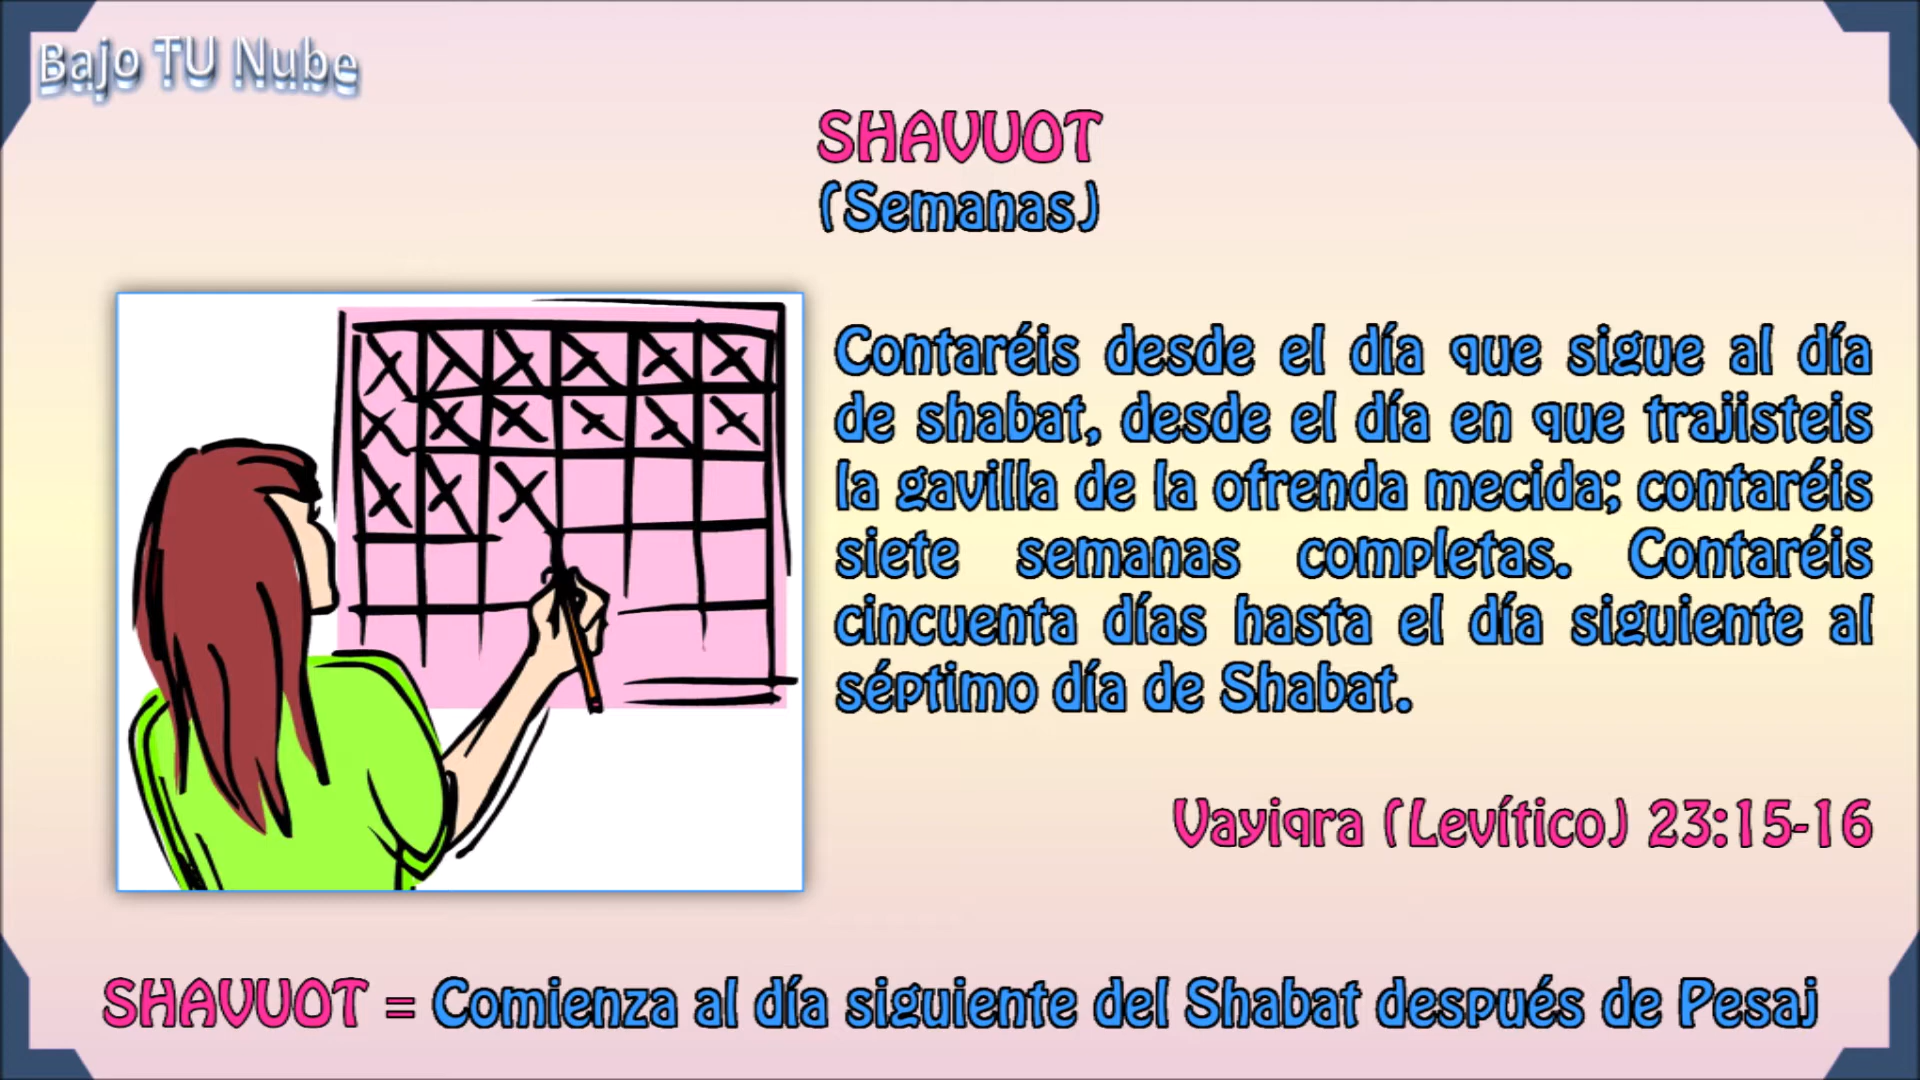 Bajo TU Nube
SHAVUOT
(Semanas)
Contaréis desde el día que sigue al día
de shabat, desde el día en que trajisteis
la gavilla de la ofrenda mecida; contaréis
siete semanas completas. Contaréis
cincuenta días hasta el día siguiente al
séptimo día de Shabat.
Vayiqra (Levítico) 23:15-16
SHAVUOT = Comienza al día siguiente del Shabat después de Pesaj